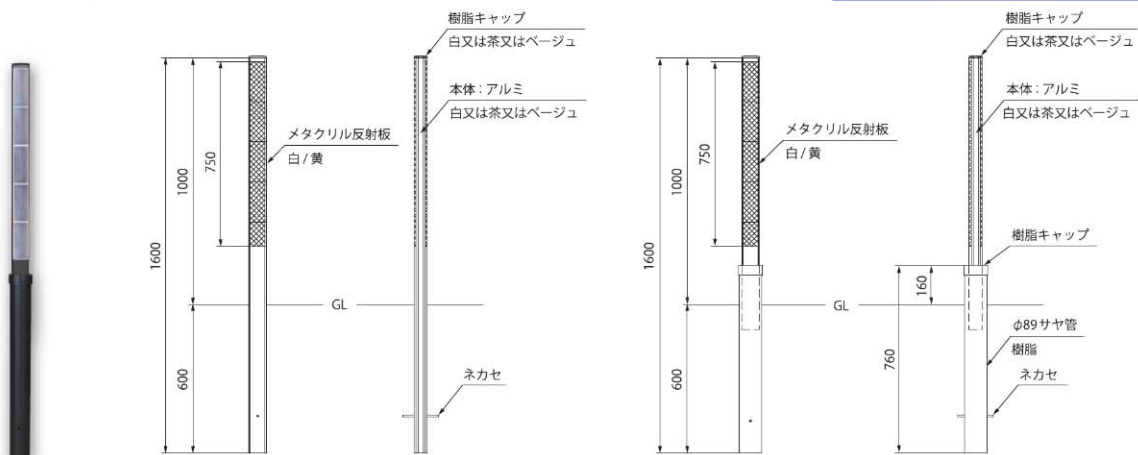 樹脂キャップ
白又は茶又はベージュ
本体：アルミ
白又は茶又はベージュ
メタクリル反射板
白/黄
750
1000
1600
GL
600
ネカセ
樹脂キャップ
白又は茶又はベージュ
本体：アルミ
白又は茶又はベージュ
メタクリル反射板
白/黄
750
1000
1600
樹脂キャップ
160
GL
760
φ89サヤ管
樹脂
600
ネカセ